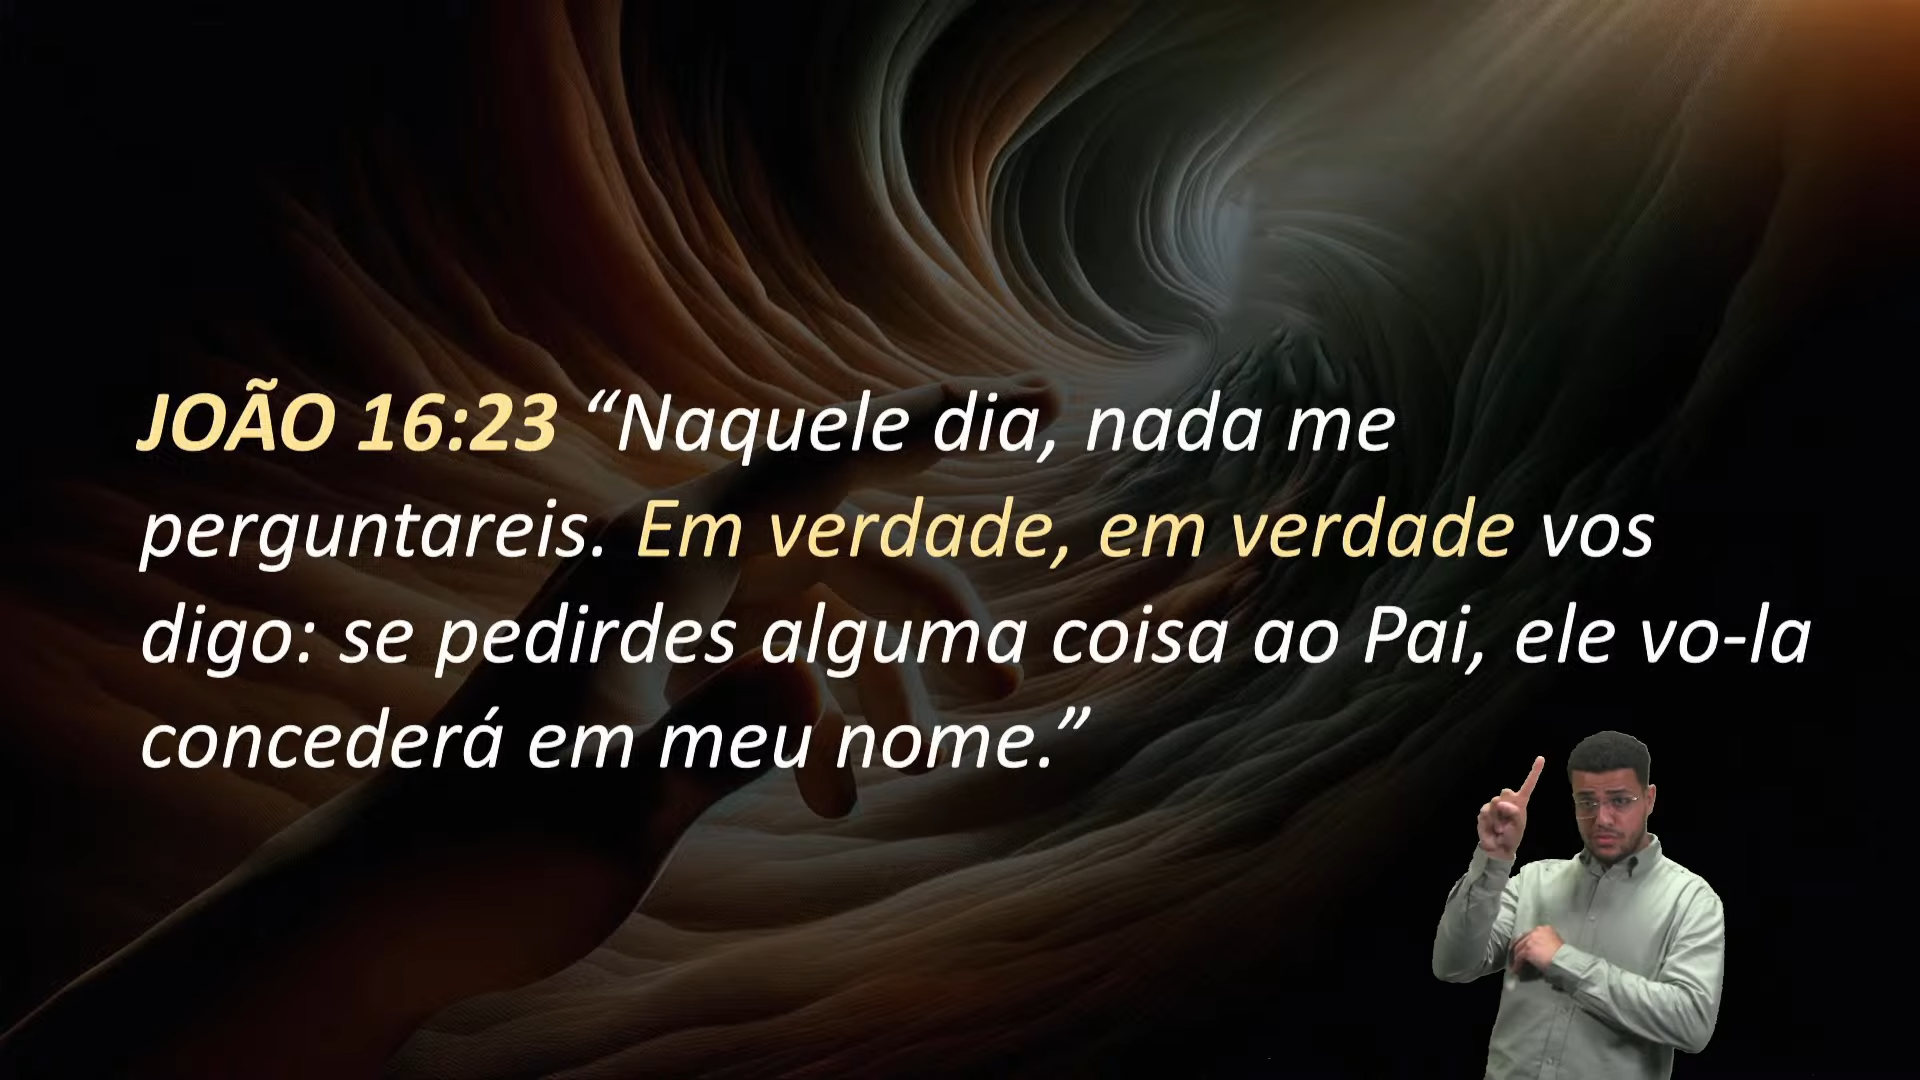 JOÃO 16:23 “Naquele dia, nada me
perguntareis. Em verdade, em verdade vos
digo: se pedirdes alguma coisa ao Pai, ele vo-la
concederá em meu nome.”